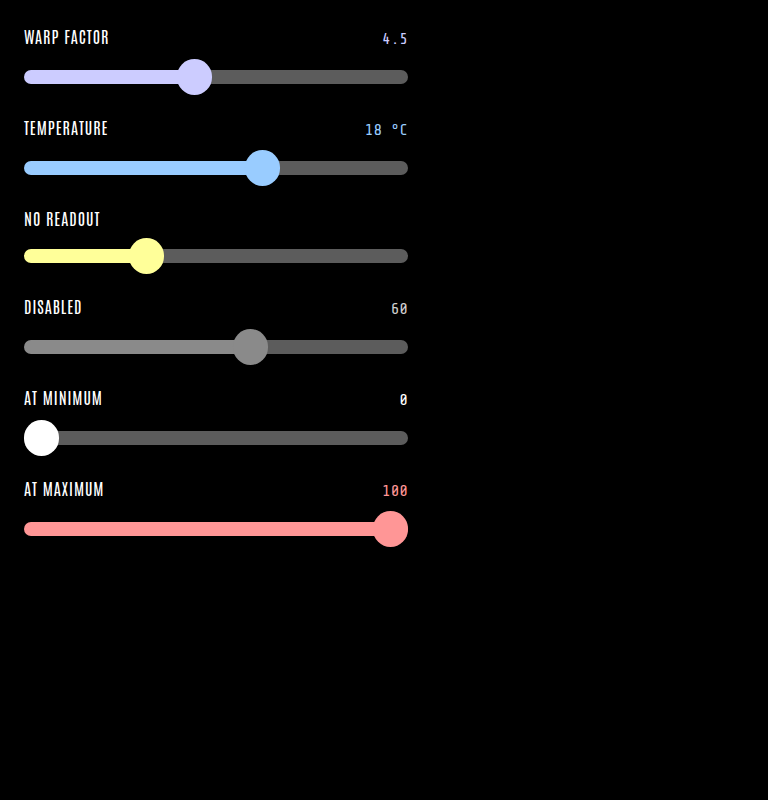 WARP FACTOR 4.5
TEMPERATURE 18 °C
NO READOUT
DISABLED 60
AT MINIMUM 0
AT MAXIMUM 100